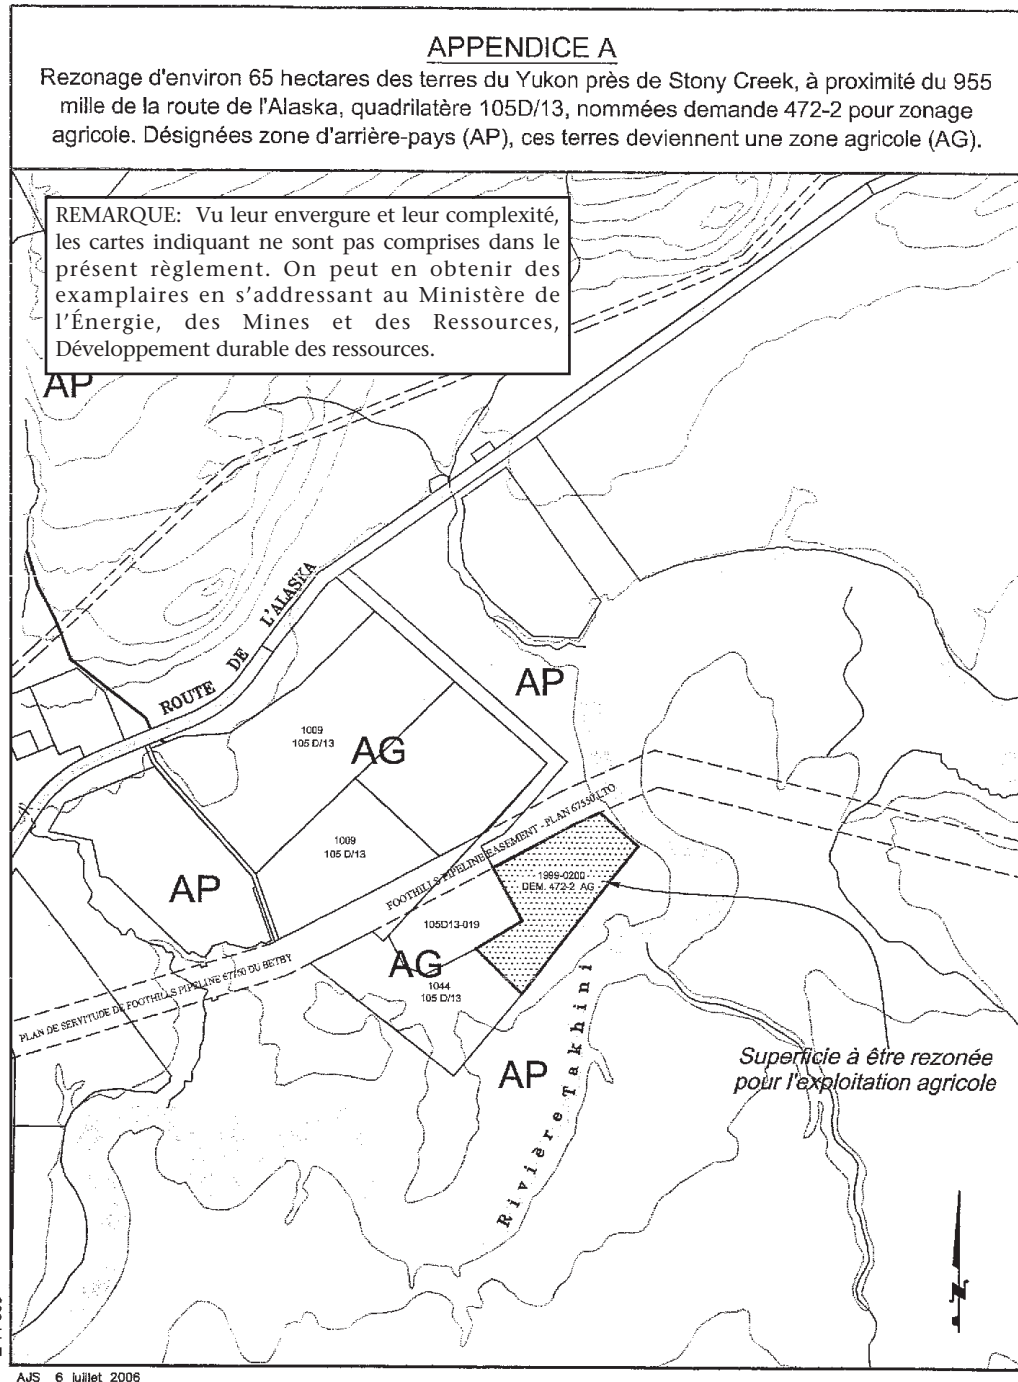 APPENDICE A
Rezonage d'environ 65 hectares des terres du Yukon près de Stony Creek, à proximité du 955
mille de la route de l'Alaska, quadrilatère 105D/13, nommées demande 472-2 pour zonage
agricole. Désignées zone d'arrière-pays (AP), ces terres deviennent une zone agricole (AG).
REMARQUE: Vu leur envergure et leur complexité,
les cartes indiquant ne sont pas comprises dans le
présent règlement. On peut en obtenir des
examplaires en s'addressant au Ministère de
l'Énergie, des Mines et des Ressources,
Développement durable des ressources.
AP
ROUTE DE L'ALASKA
AP
1009
105 D/13
AG
1009
105 D/13
FOOTHILLS PIPELINE EASEMENT - PLAN 67550 LTO
AP
1999-0200
DEM. 472-2 AG
105D13-019
AG
1044
105 D/13
PLAN DE SERVITUDE DE FOOTHILLS PIPELINE 67750 DU BETBY
AP
Rivière Takhini
Superficie à être rezonée
pour l'exploitation agricole
AJS 6 juillet 2006